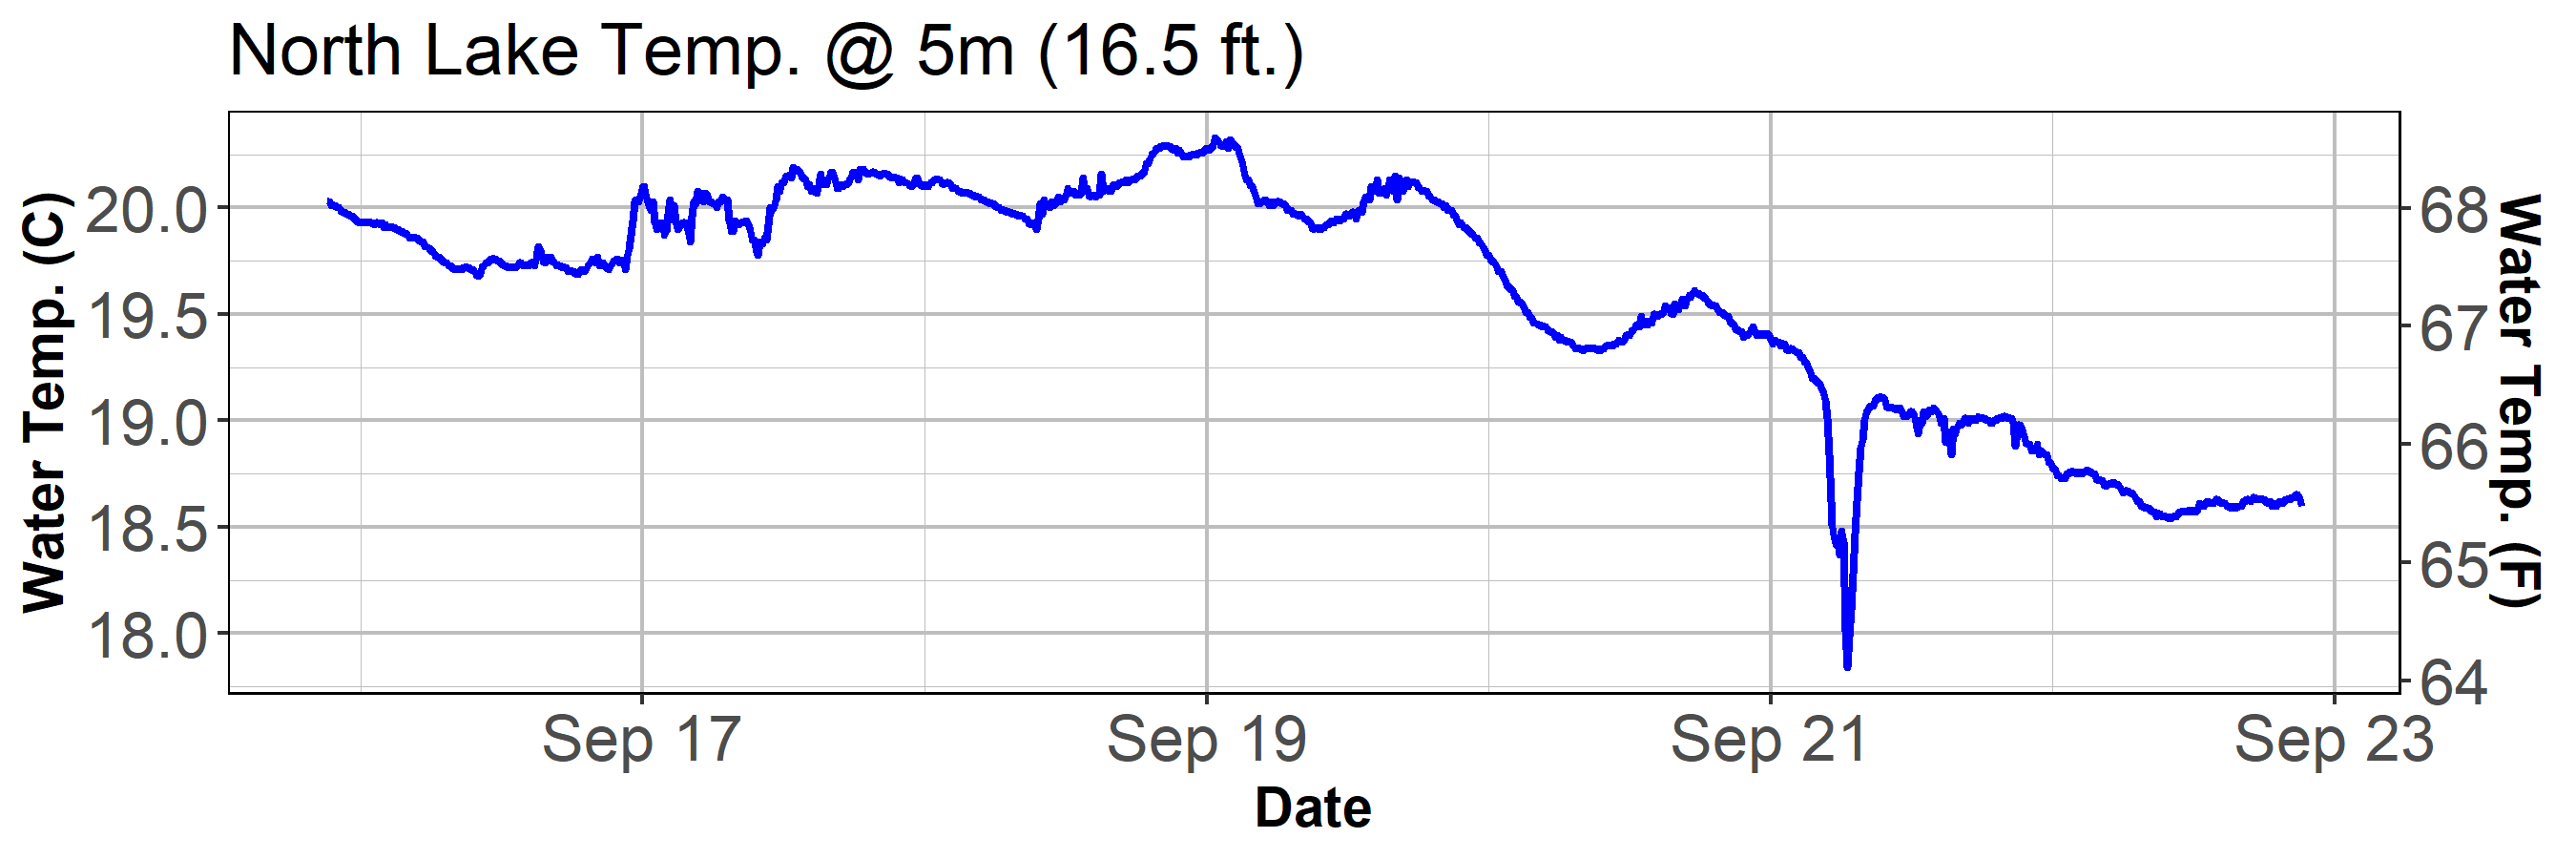 North Lake Temp. @ 5m (16.5 ft.)
Water Temp. (C)
20.0
19.5
19.0
18.5
18.0
68
67
66
65
64
Water Temp. (F)
Sep 17 Sep 19 Sep 21 Sep 23
Date